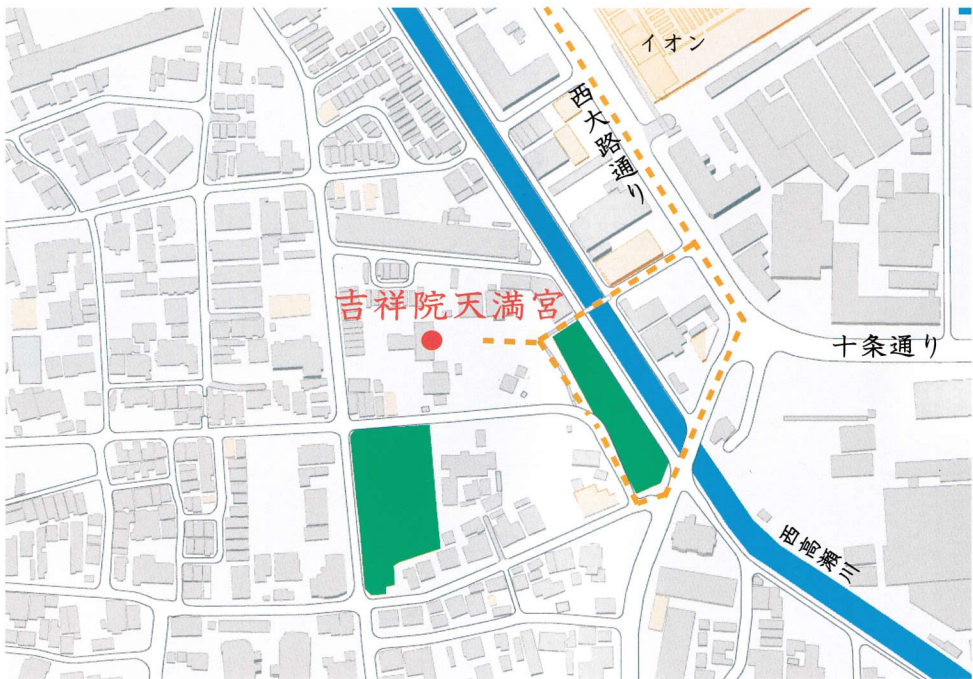 イオン
西大路通り
吉祥院天満宮
十条通り
西高瀬川